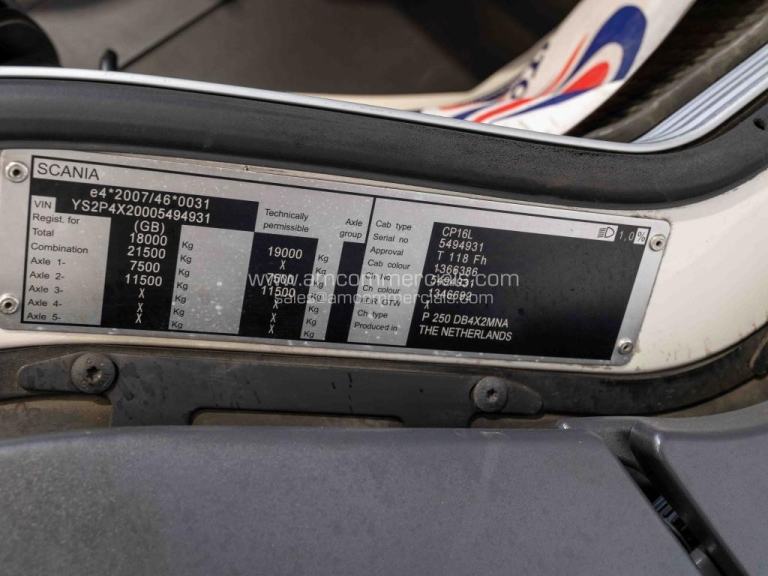 SCANIA
e4*2007/46*0031
VIN YS2P4X20005494931
Regist. for (GB) Technically permissible Axle group
Total 18000 Kg 19000 Kg
Combination 21500 Kg X Kg
Axle 1- 7500 Kg 7500 Kg
Axle 2- 11500 Kg 11500 Kg
Axle 3- X Kg X Kg
Axle 4- X Kg X Kg
Axle 5- X Kg X Kg
Cab type CP16L
1,0 %
Serial no 5494931
Approval T 118 Fh
Cab colour 1366386
Ch colour
X
Ch type P 250 DB4X2MNA
Produced in THE NETHERLANDS
www.amcommercials.com
sales@amcommercials.com